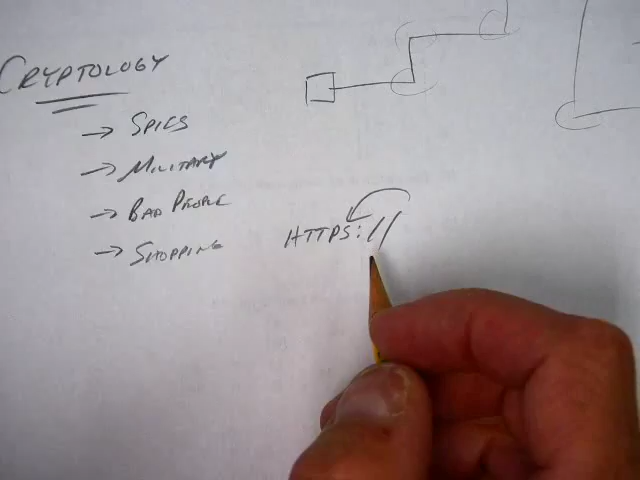 CRYPTOLOGY
→ SPIES
→ MILITARY
→ BAD PEOPLE
→ SHOPPING
HTTPS://